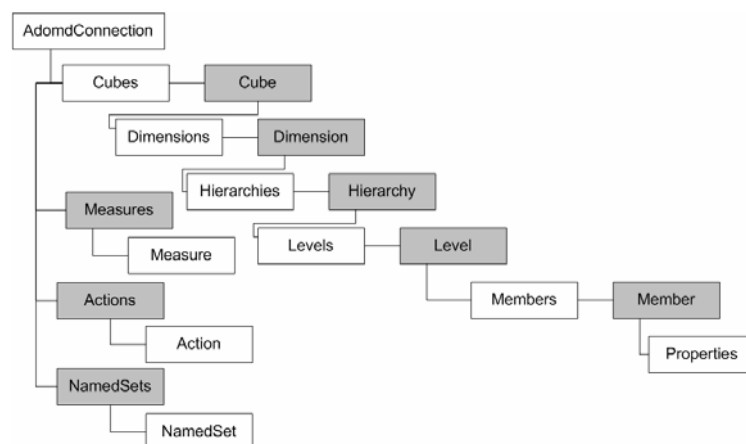 AdomdConnection
Cubes
Cube
Dimensions
Dimension
Hierarchies
Hierarchy
Measures
Levels
Level
Measure
Actions
Members
Member
Action
Properties
NamedSets
NamedSet